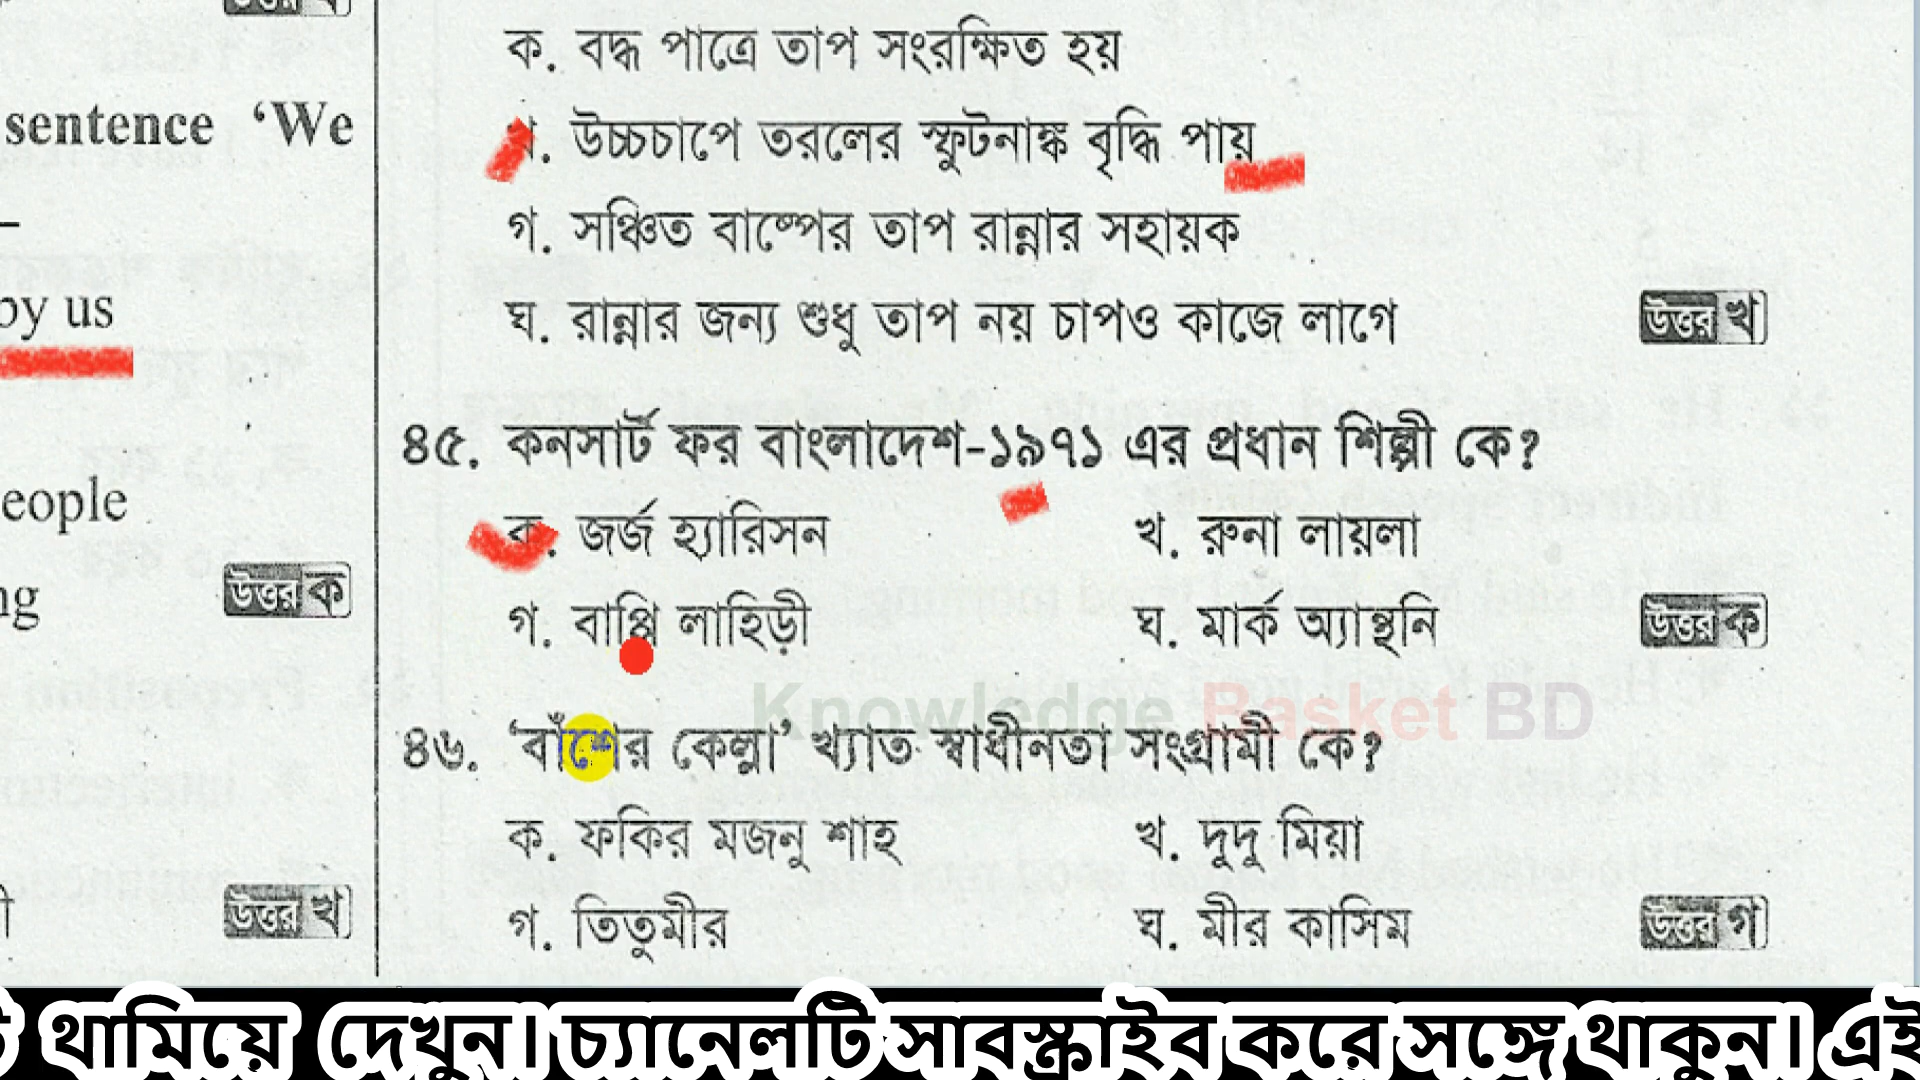 sentence ‘We
–
by us
eople
ng
উত্তর ক
ী
উত্তর খ
ক. বদ্ধ পাত্রে তাপ সংরক্ষিত হয়
খ. উচ্চচাপে তরলের স্ফুটনাঙ্ক বৃদ্ধি পায়
গ. সঞ্চিত বাষ্পের তাপ রান্নার সহায়ক
ঘ. রান্নার জন্য শুধু তাপ নয় চাপও কাজে লাগে উত্তর খ
৪৫. কনসার্ট ফর বাংলাদেশ-১৯৭১ এর প্রধান শিল্পী কে?
ক. জর্জ হ্যারিসন খ. রুনা লায়লা
গ. বাপ্পি লাহিড়ী ঘ. মার্ক অ্যান্থনি উত্তর ক
Knowledge Basket BD
৪৬. ‘বাঁশের কেল্লা’ খ্যাত স্বাধীনতা সংগ্রামী কে?
ক. ফকির মজনু শাহ খ. দুদু মিয়া
গ. তিতুমীর ঘ. মীর কাসিম উত্তর গ
থামিয়ে দেখুন। চ্যানেলটি সাবস্ক্রাইব করে সঙ্গে থাকুন। এই